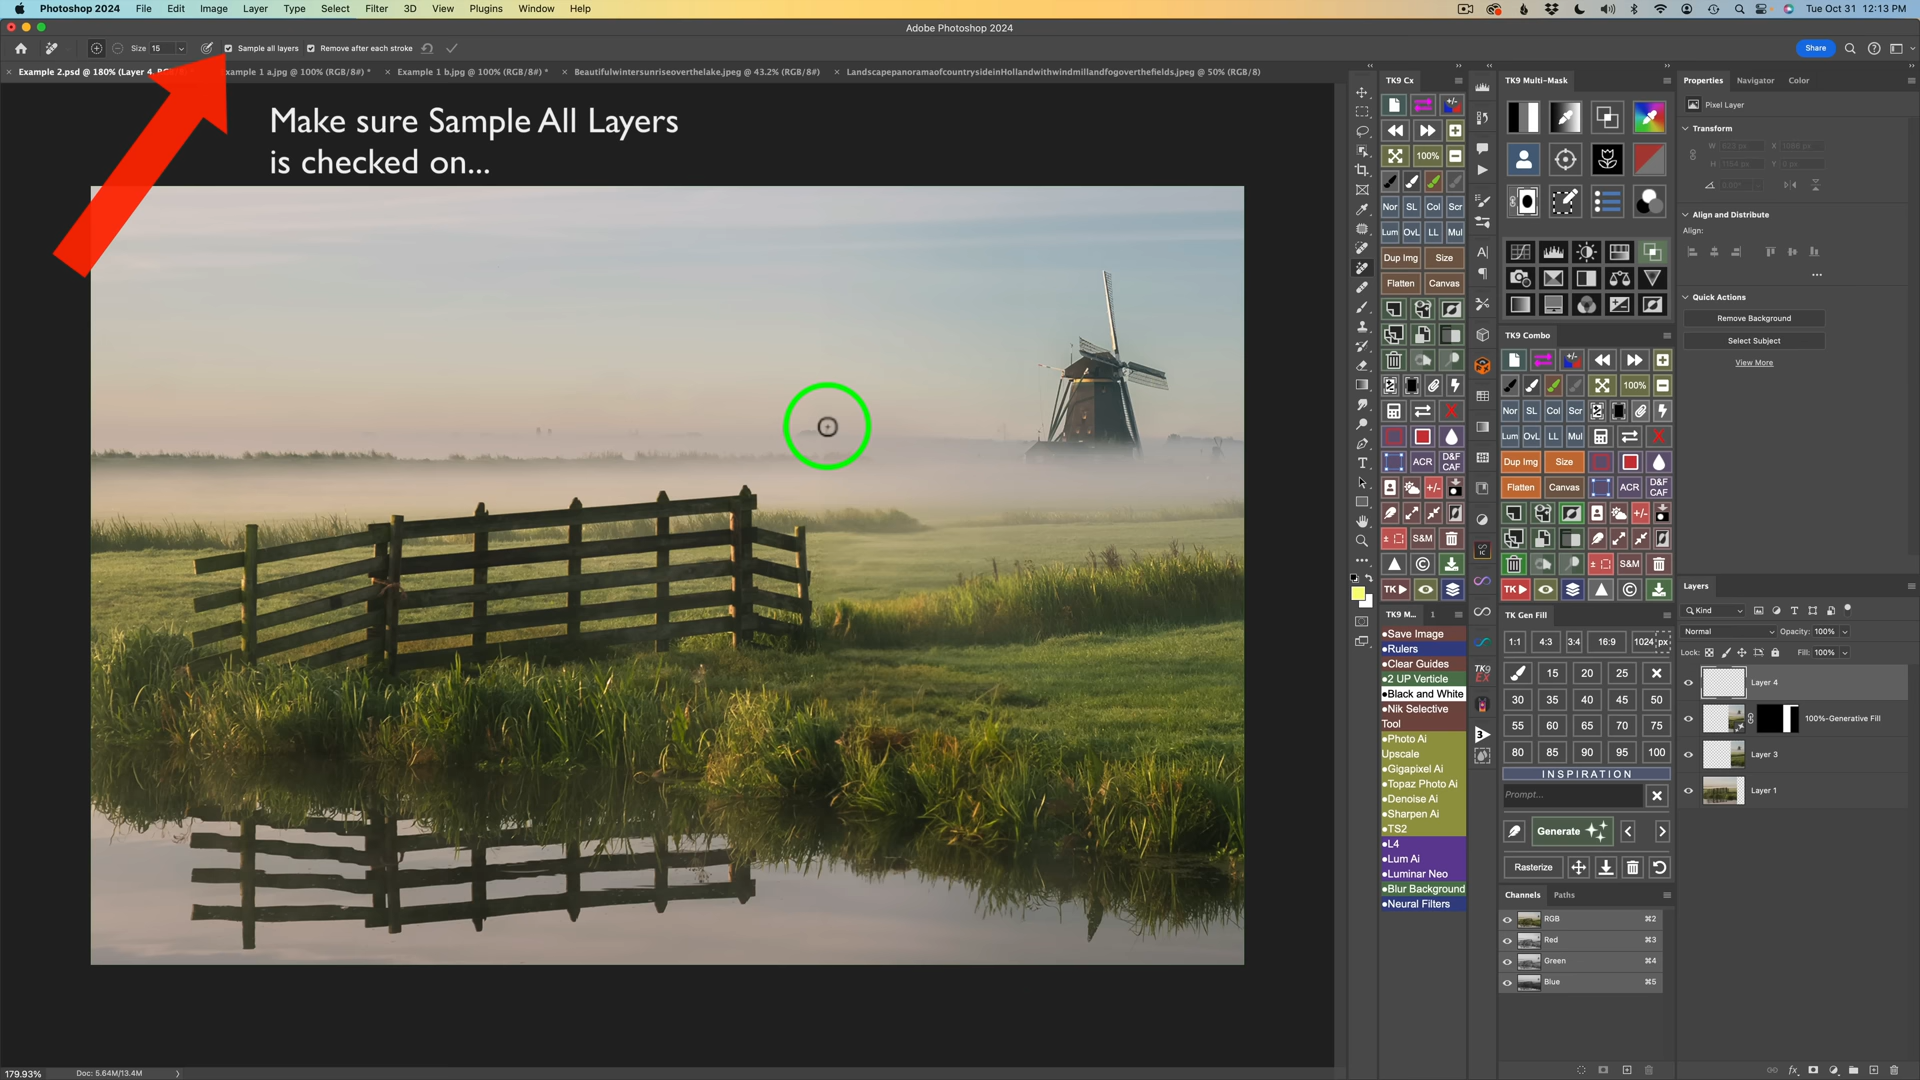 Photoshop 2024 File Edit Image Layer Type Select Filter 3D View Plugins Window Help
Tue Oct 31 12:13 PM
Adobe Photoshop 2024
Size 15 Sample all layers Remove after each stroke
Share
Example 2.psd @ 180% (Layer 4,
xample 1 a.jpg @ 100% (RGB/8#) *
Example 1 b.jpg @ 100% (RGB/8#) *
Beautifulwintersunriseoverthelake.jpeg @ 43.2% (RGB/8#)
LandscapepanoramaofcountrysideinHollandwithwindmillandfogoverthefields.jpeg @ 50% (RGB/8)
Make sure Sample All Layers
is checked on...
TK9 Cx
100%
Nor SL Col Scr
Lum OvL LL Mul
Dup Img Size
Flatten Canvas
ACR D&F CAF
S&M
TK
TK9 M... 1
●Save Image
●Rulers
●Clear Guides
●2 UP Verticle
●Black and White
●Nik Selective
Tool
●Photo Ai
Upscale
●Gigapixel Ai
●Topaz Photo Ai
●Denoise Ai
●Sharpen Ai
●TS2
●L4
●Lum Ai
●Luminar Neo
●Blur Background
●Neural Filters
TK9 Multi-Mask
TK9 Combo
100%
Nor SL Col Scr
Lum OvL LL Mul
Dup Img Size
Flatten Canvas ACR D&F CAF
S&M
TK
TK Gen Fill
1:1 4:3 3:4 16:9 1024 px
15 20 25
30 35 40 45 50
55 60 65 70 75
80 85 90 95 100
INSPIRATION
Prompt...
Generate
Rasterize
Channels Paths
RGB ⌘2
Red ⌘3
Green ⌘4
Blue ⌘5
Properties Navigator Color
Pixel Layer
Transform
Align and Distribute
Align:
Quick Actions
Remove Background
Select Subject
View More
Layers
Kind
Normal Opacity: 100%
Lock: Fill: 100%
Layer 4
100%-Generative Fill
Layer 3
Layer 1
179.93% Doc: 5.64M/13.4M